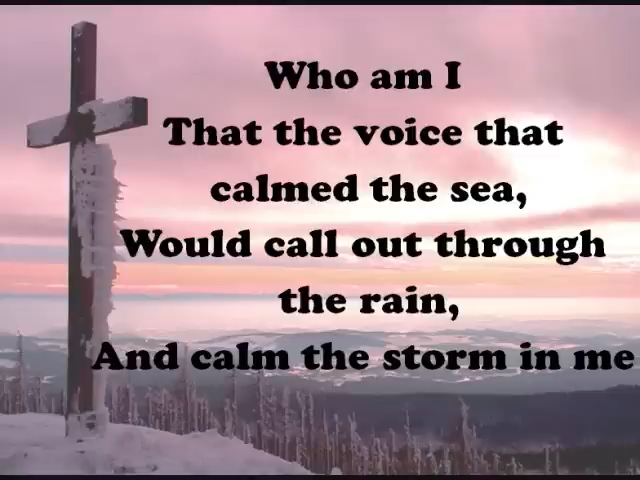 Who am I
That the voice that
calmed the sea,
Would call out through
the rain,
And calm the storm in me